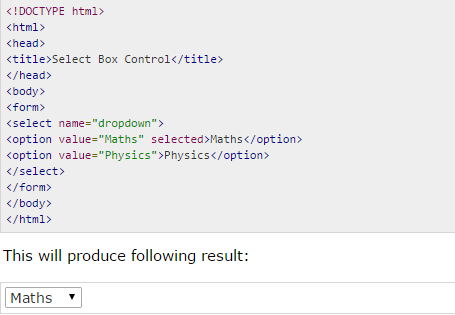 <!DOCTYPE html>
<html>
<head>
<title>Select Box Control</title>
</head>
<body>
<form>
<select name="dropdown">
<option value="Maths" selected>Maths</option>
<option value="Physics">Physics</option>
</select>
</form>
</body>
</html>
This will produce following result:
Maths